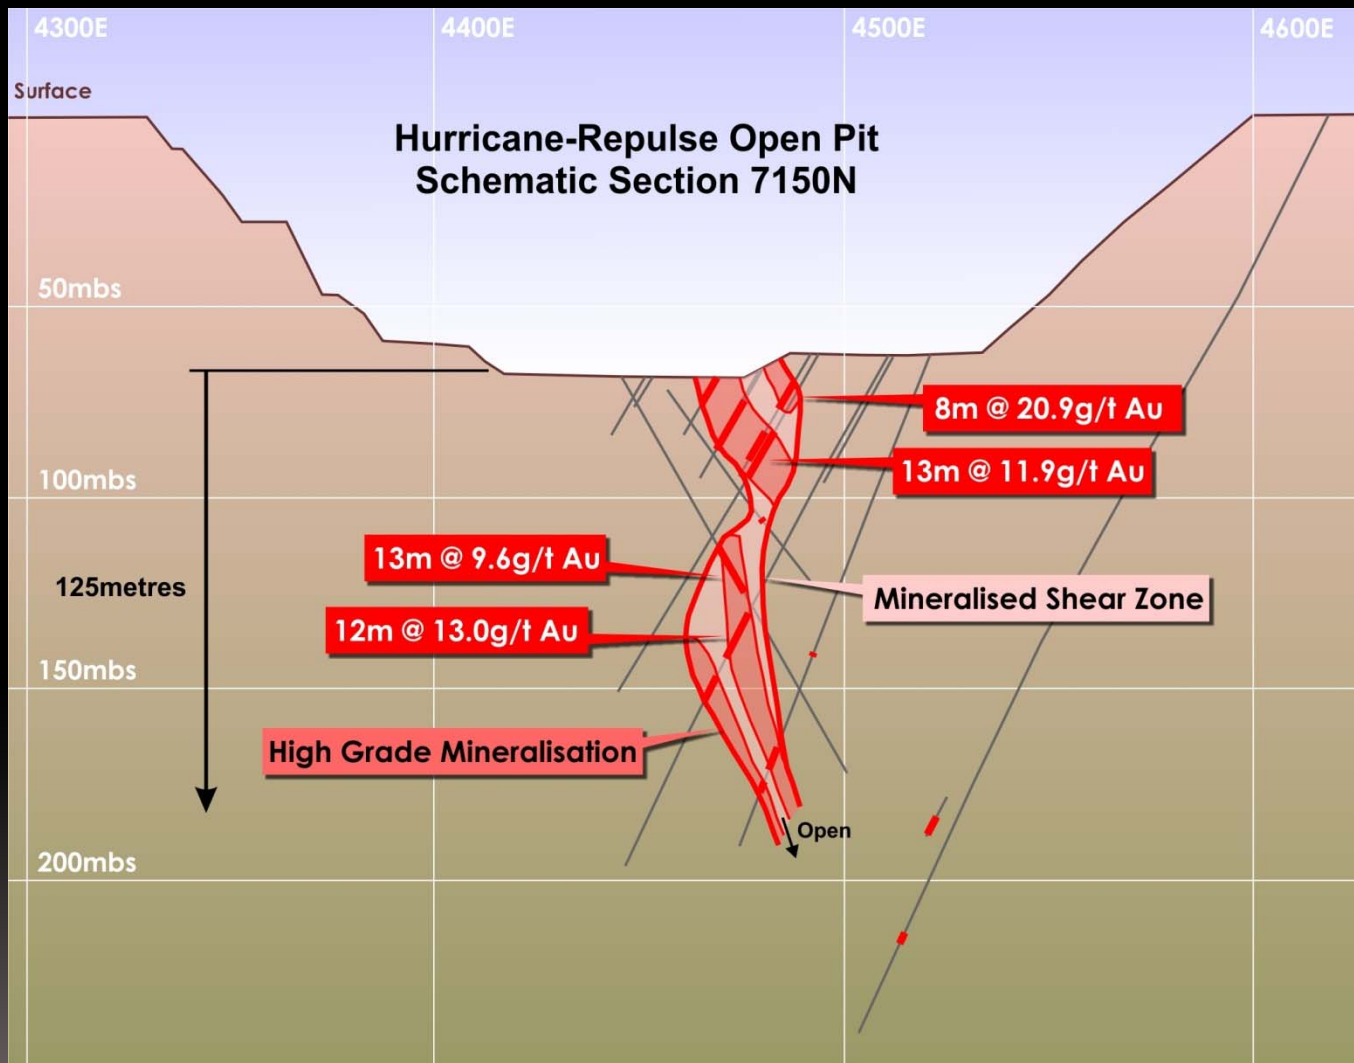 4300E
4400E
4500E
4600E
Surface
Hurricane-Repulse Open Pit
Schematic Section 7150N
50mbs
8m @ 20.9g/t Au
13m @ 11.9g/t Au
100mbs
13m @ 9.6g/t Au
125metres
Mineralised Shear Zone
12m @ 13.0g/t Au
150mbs
High Grade Mineralisation
Open
200mbs